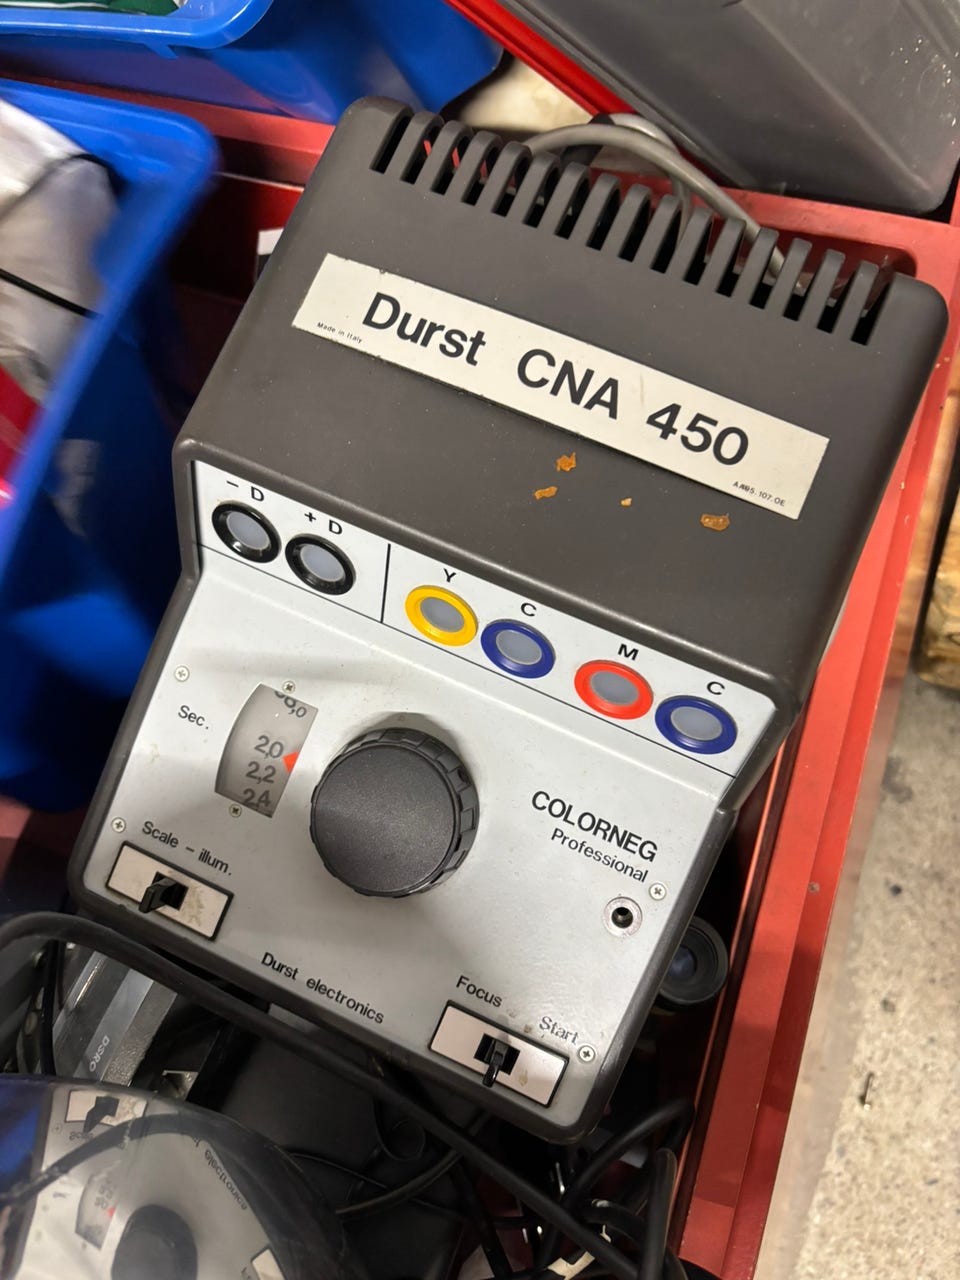 Durst CNA 450
Made in Italy
- D
+ D
Y
C
M
C
Sec.
2,0
2,2
2,4
COLORNEG
Professional
Scale - illum.
Durst electronics
Focus
Start
electronics